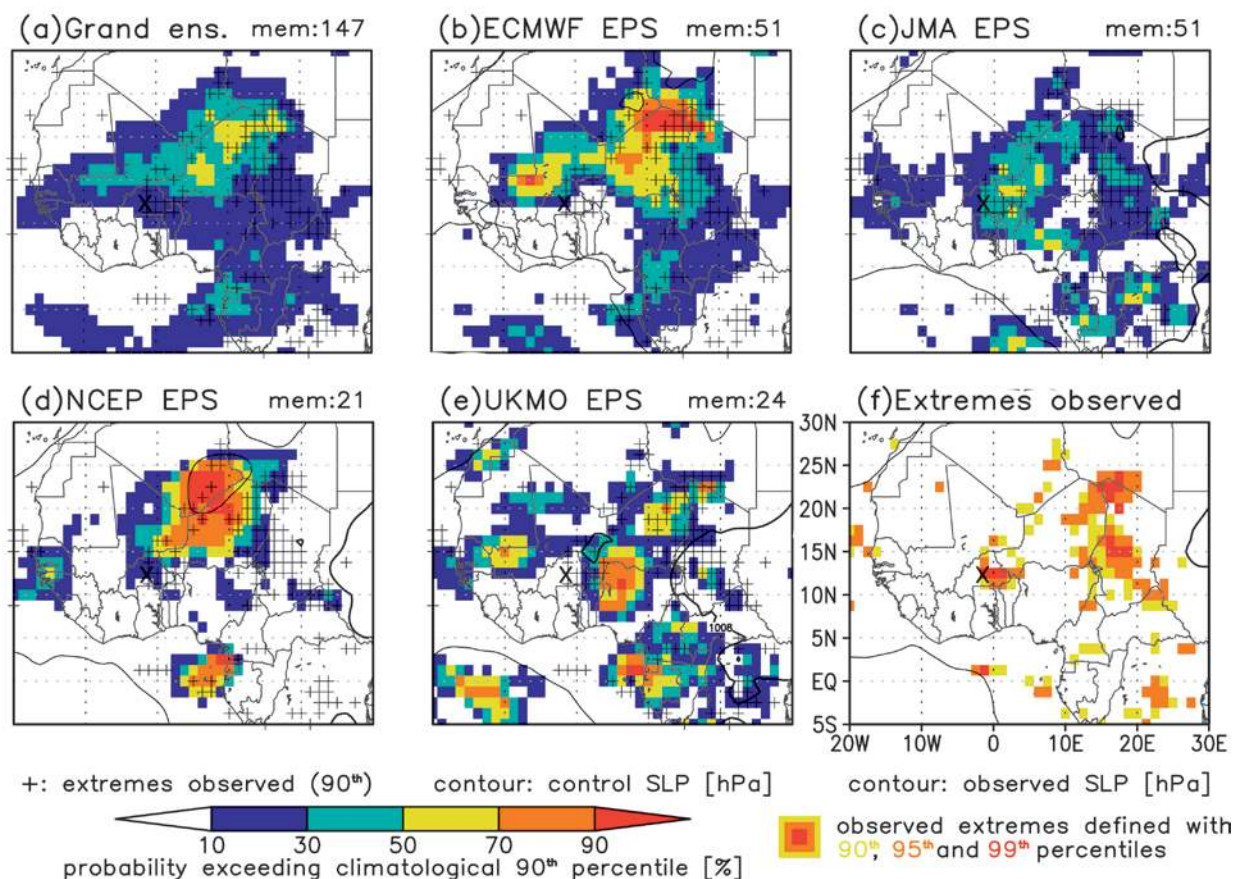 (a)Grand ens. mem:147
(b)ECMWF EPS mem:51
(c)JMA EPS mem:51
(d)NCEP EPS mem:21
(e)UKMO EPS mem:24
1008
(f)Extremes observed
30N
25N
20N
15N
10N
5N
EQ
5S
20W 10W 0 10E 20E 30E
X
X
X
X
X
X
+: extremes observed (90th)
contour: control SLP [hPa]
contour: observed SLP [hPa]
10 30 50 70 90
probability exceeding climatological 90th percentile [%]
observed extremes defined with
90th, 95th and 99th percentiles